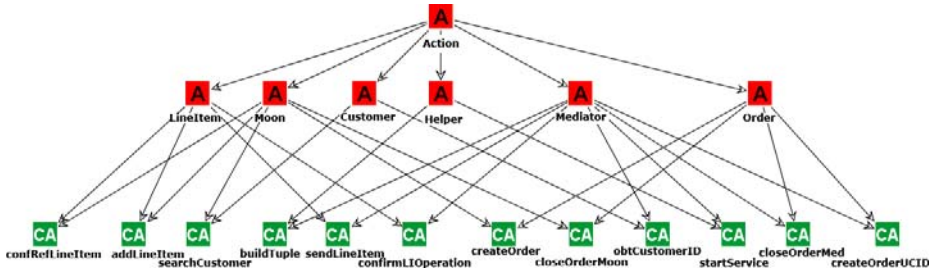 A
Action
A A A A A A
LineItem Moon Customer Helper Mediator Order
CA CA CA CA CA CA CA CA CA CA CA CA
confRefLineItem addLineItem searchCustomer buildTuple sendLineItem confirmLIOperation createOrder closeOrderMoon obtCustomerID startService closeOrderMed createOrderUCID